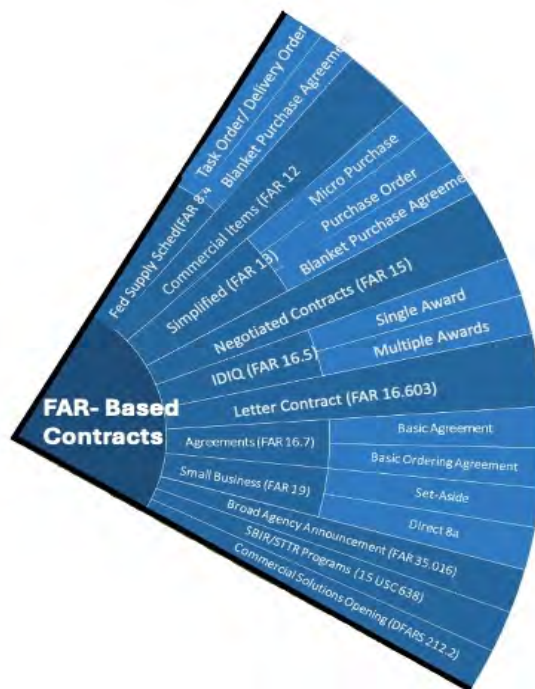 Task Order/ Delivery Order
Blanket Purchase Agreement
Fed Supply Sched(FAR 8.4
Commercial Items (FAR 12
Micro Purchase
Purchase Order
Blanket Purchase Agreeme
Simplified (FAR 13)
Negotiated Contracts (FAR 15)
Single Award
Multiple Awards
IDIQ (FAR 16.5)
Letter Contract (FAR 16.603)
FAR- Based
Contracts
Basic Agreement
Agreements (FAR 16.7)
Basic Ordering Agreement
Small Business (FAR 19)
Set-Aside
Direct 8a
Broad Agency Announcement (FAR 35.016)
SBIR/STTR Programs (15 USC 638)
Commercial Solutions Opening (DFARS 212.2)